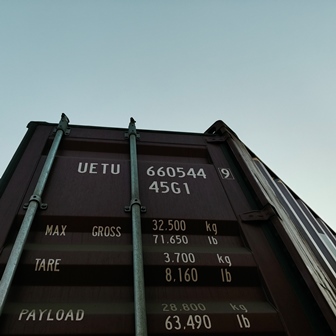 UETU 660544 9
45G1
MAX GROSS 32.500 kg
71.650 lb
TARE 3.700 kg
8.160 lb
28.800 kg
PAYLOAD 63.490 lb